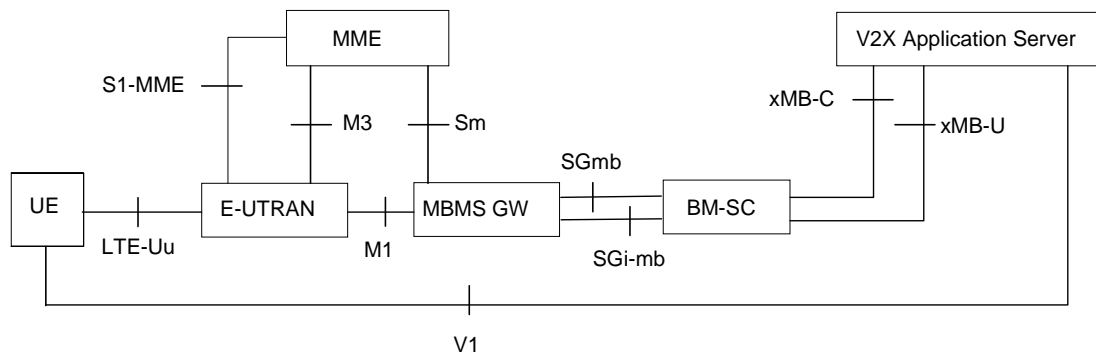 MME
V2X Application Server
S1-MME
xMB-C
M3
Sm
xMB-U
SGmb
UE
E-UTRAN
MBMS GW
BM-SC
LTE-Uu
M1
SGi-mb
V1